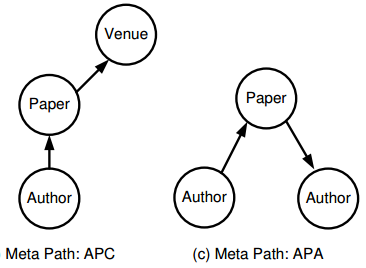 Venue
Paper
Paper
Author
Author
Author
) Meta Path: APC
(c) Meta Path: APA